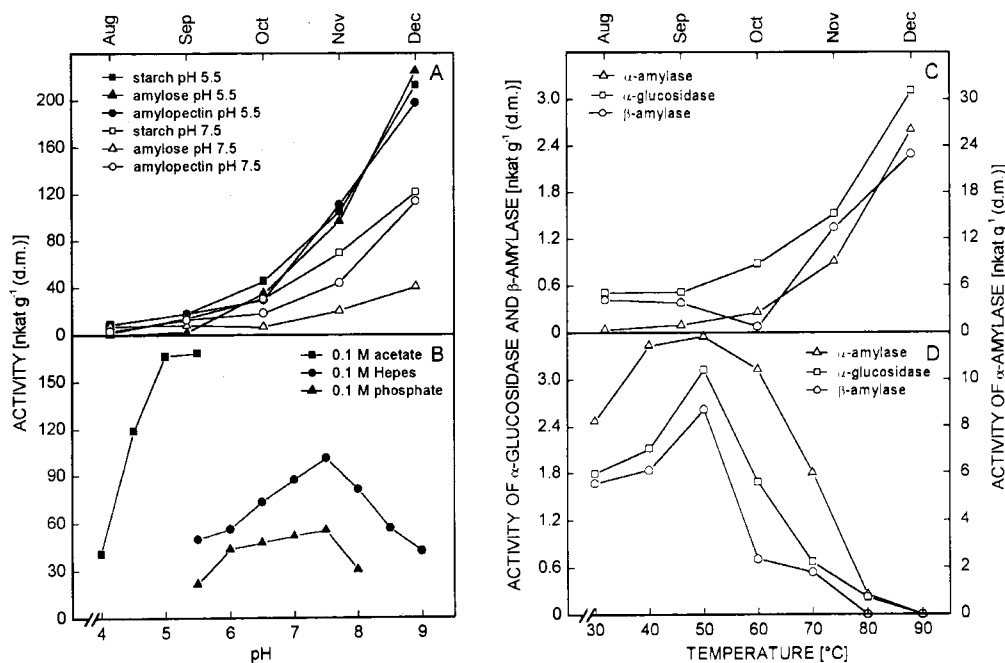 Aug Sep Oct Nov Dec
A
starch pH 5.5
amylose pH 5.5
amylopectin pH 5.5
starch pH 7.5
amylose pH 7.5
amylopectin pH 7.5
200
160
120
80
40
0
ACTIVITY [nkat g⁻¹ (d.m.)]
B
0.1 M acetate
0.1 M Hepes
0.1 M phosphate
150
120
90
60
30
0
4 5 6 7 8 9
pH
Aug Sep Oct Nov Dec
C
α-amylase
α-glucosidase
β-amylase
3.0
2.4
1.8
1.2
0.6
0
30
24
18
12
6
0
ACTIVITY OF α-GLUCOSIDASE AND β-AMYLASE [nkat g⁻¹ (d.m.)]
ACTIVITY OF α-AMYLASE [nkat g⁻¹ (d.m.)]
D
α-amylase
α-glucosidase
β-amylase
3.0
2.4
1.8
1.2
0.6
0
10
8
6
4
2
0
30 40 50 60 70 80 90
TEMPERATURE [°C]